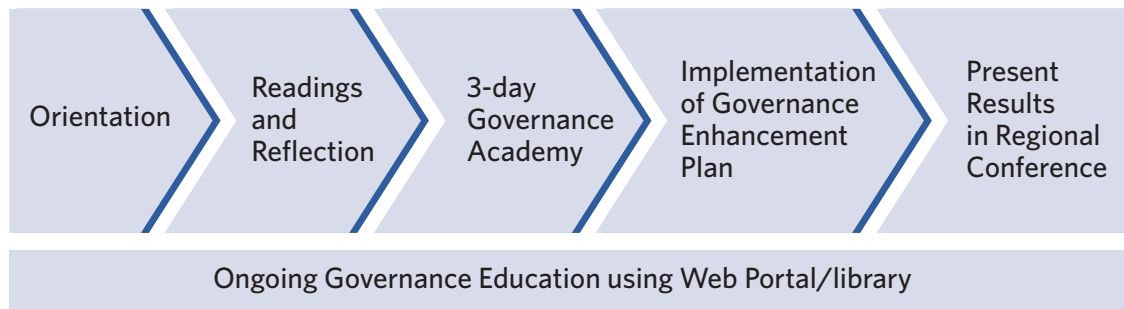 Orientation
Readings
and
Reflection
3-day
Governance
Academy
Implementation
of Governance
Enhancement
Plan
Present
Results
in Regional
Conference
Ongoing Governance Education using Web Portal/library